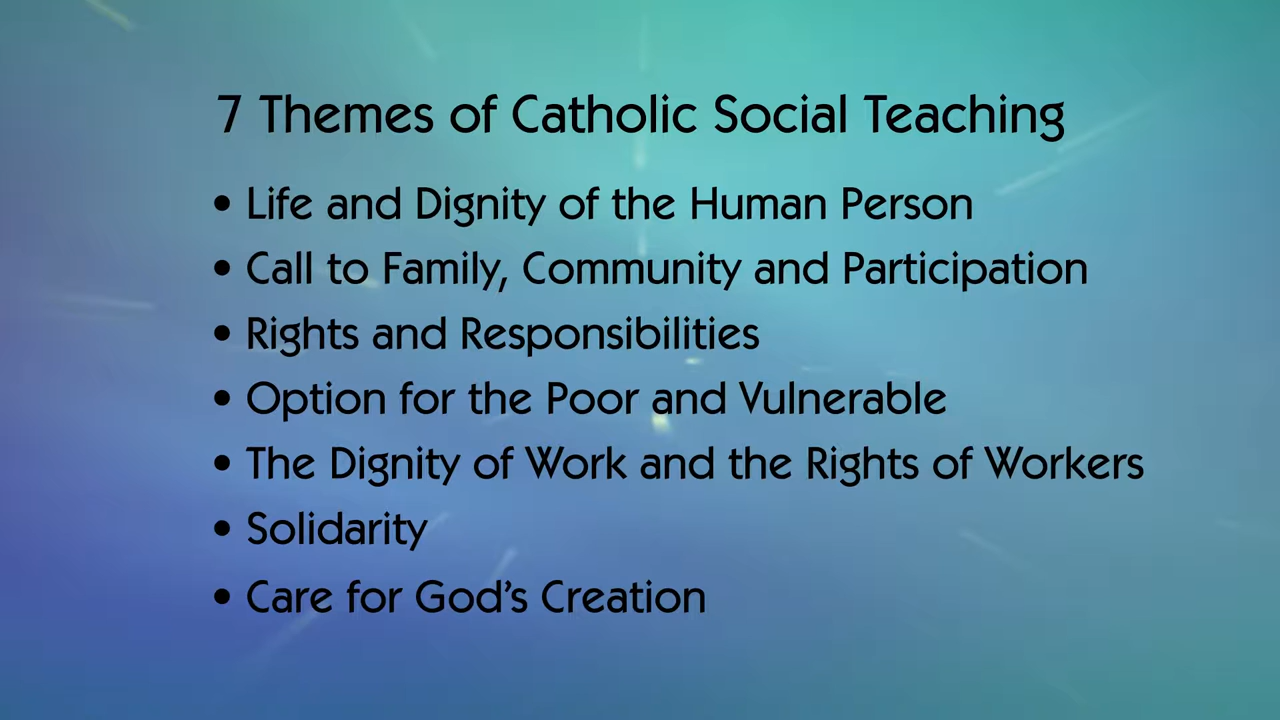 7 Themes of Catholic Social Teaching
• Life and Dignity of the Human Person
• Call to Family, Community and Participation
• Rights and Responsibilities
• Option for the Poor and Vulnerable
• The Dignity of Work and the Rights of Workers
• Solidarity
• Care for God’s Creation